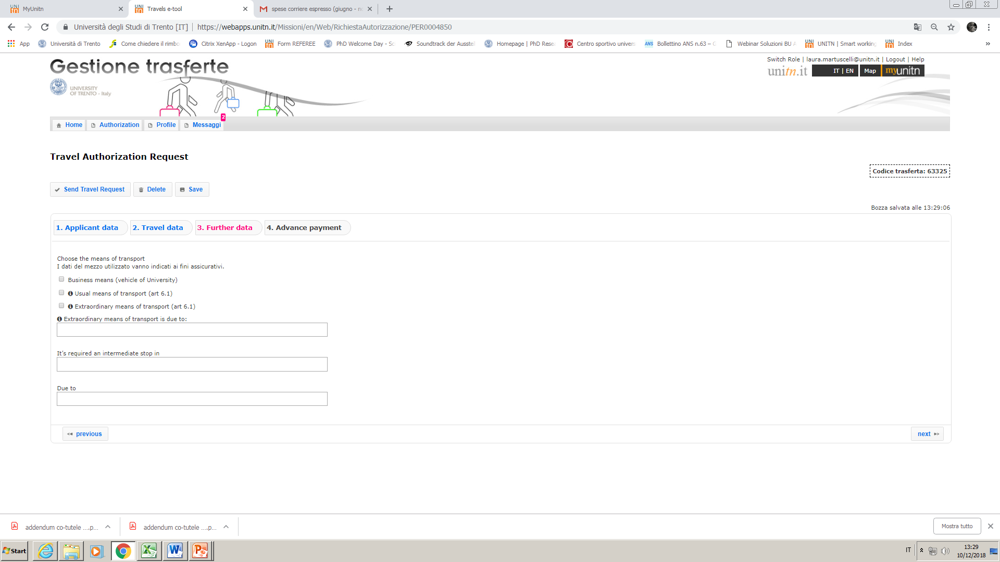 MyUnitn
Travels e-tool
spese corriere espresso (giugno - n
Università degli Studi di Trento [IT] | https://webapps.unitn.it/Missioni/en/Web/RichiestaAutorizzazione/PER0004850
App
Università di Trento
Come chiedere il rimbo
Citrix XenApp - Logon
Form REFEREE
PhD Welcome Day - Sc
Soundtrack der Ausstel
Homepage | PhD Rese
Centro sportivo univers
ANS Bollettino ANS n.63 – G
Webinar Soluzioni BU A
UNITN | Smart working
Index
Gestione trasferte
Switch Role | laura.martuscelli@unitn.it | Logout | Help
unitn.it
IT | EN
Map
myunitn
UNIVERSITY
OF TRENTO - Italy
2
Home
Authorization
Profile
Messaggi
Travel Authorization Request
Codice trasferta: 63325
Send Travel Request
Delete
Save
Bozza salvata alle 13:29:06
1. Applicant data
2. Travel data
3. Further data
4. Advance payment
Choose the means of transport
I dati del mezzo utilizzato vanno indicati ai fini assicurativi.
Business means (vehicle of University)
Usual means of transport (art 6.1)
Extraordinary means of transport (art 6.1)
Extraordinary means of transport is due to:
It's required an intermediate stop in
Due to
previous
next
addendum co-tutele ....p...
addendum co-tutele ....p...
Mostra tutto
Start
IT
13:29
10/12/2018